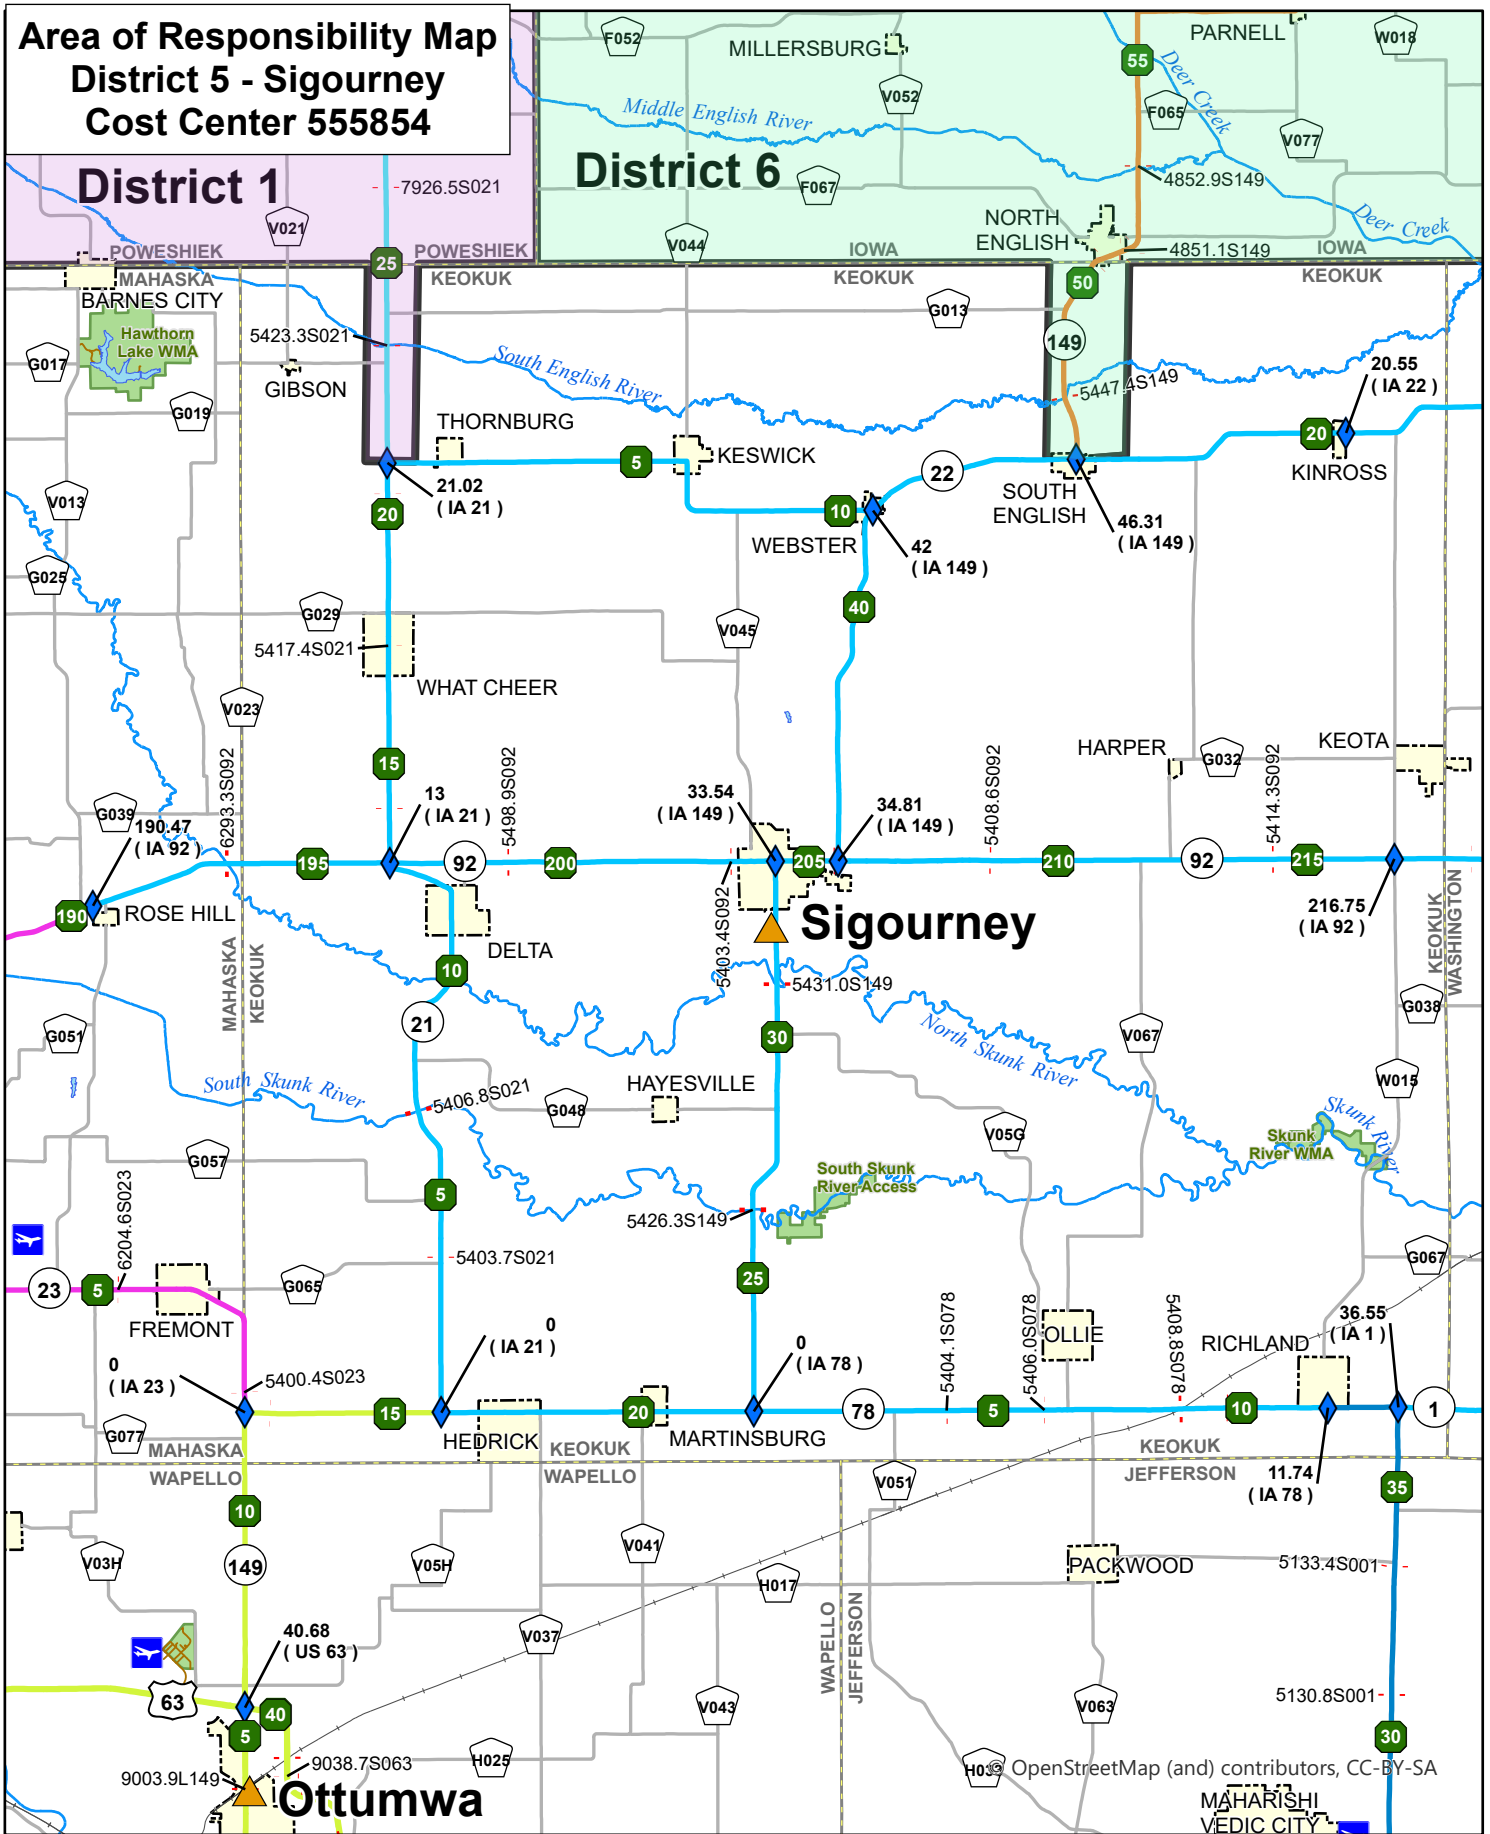 Area of Responsibility Map
District 5 - Sigourney
Cost Center 555854
F052
MILLERSBURG
PARNELL
W018
55
Deer Creek
V052
F065
V077
Middle English River
District 1
7926.5S021
District 6
F067
4852.9S149
V021
V044
NORTH
ENGLISH
Deer Creek
4851.1S149
POWESHIEK
POWESHIEK
IOWA
IOWA
25
MAHASKA
KEOKUK
KEOKUK
KEOKUK
50
BARNES CITY
G013
Hawthorn
Lake WMA
5423.3S021
149
G017
GIBSON
South English River
5447.4S149
20.55
( IA 22 )
G019
THORNBURG
20
5
KESWICK
22
KINROSS
21.02
( IA 21 )
SOUTH
ENGLISH
V013
20
10
WEBSTER
46.31
( IA 149 )
42
( IA 149 )
G025
40
G029
V045
5417.4S021
WHAT CHEER
V023
HARPER
G032
KEOTA
15
6293.3S092
5498.9S092
5408.6S092
5414.3S092
13
( IA 21 )
33.54
( IA 149 )
34.81
( IA 149 )
G039
190.47
( IA 92 )
195
92
200
205
210
92
215
190
ROSE HILL
5403.4S092
Sigourney
216.75
( IA 92 )
DELTA
MAHASKA
KEOKUK
KEOKUK
WASHINGTON
10
5431.0S149
21
G051
30
North Skunk River
V067
G038
South Skunk River
5406.8S021
HAYESVILLE
W015
G048
V05G
Skunk River
Skunk
River WMA
G057
South Skunk
River Access
5
5426.3S149
6204.6S023
5403.7S021
23
5
G065
25
G067
FREMONT
5404.1S078
5406.0S078
5408.8S078
OLLIE
RICHLAND
36.55
( IA 1 )
0
( IA 21 )
0
( IA 78 )
0
( IA 23 )
5400.4S023
15
20
78
5
10
1
G077
HEDRICK
MARTINSBURG
MAHASKA
KEOKUK
KEOKUK
WAPELLO
WAPELLO
JEFFERSON
11.74
( IA 78 )
V051
35
10
V03H
149
V05H
V041
PACKWOOD
5133.4S001
H017
WAPELLO
JEFFERSON
40.68
( US 63 )
V037
63
40
V043
V063
5130.8S001
5
30
9038.7S063
H025
© OpenStreetMap (and) contributors, CC-BY-SA
9003.9L149
Ottumwa
MAHARISHI
VEDIC CITY